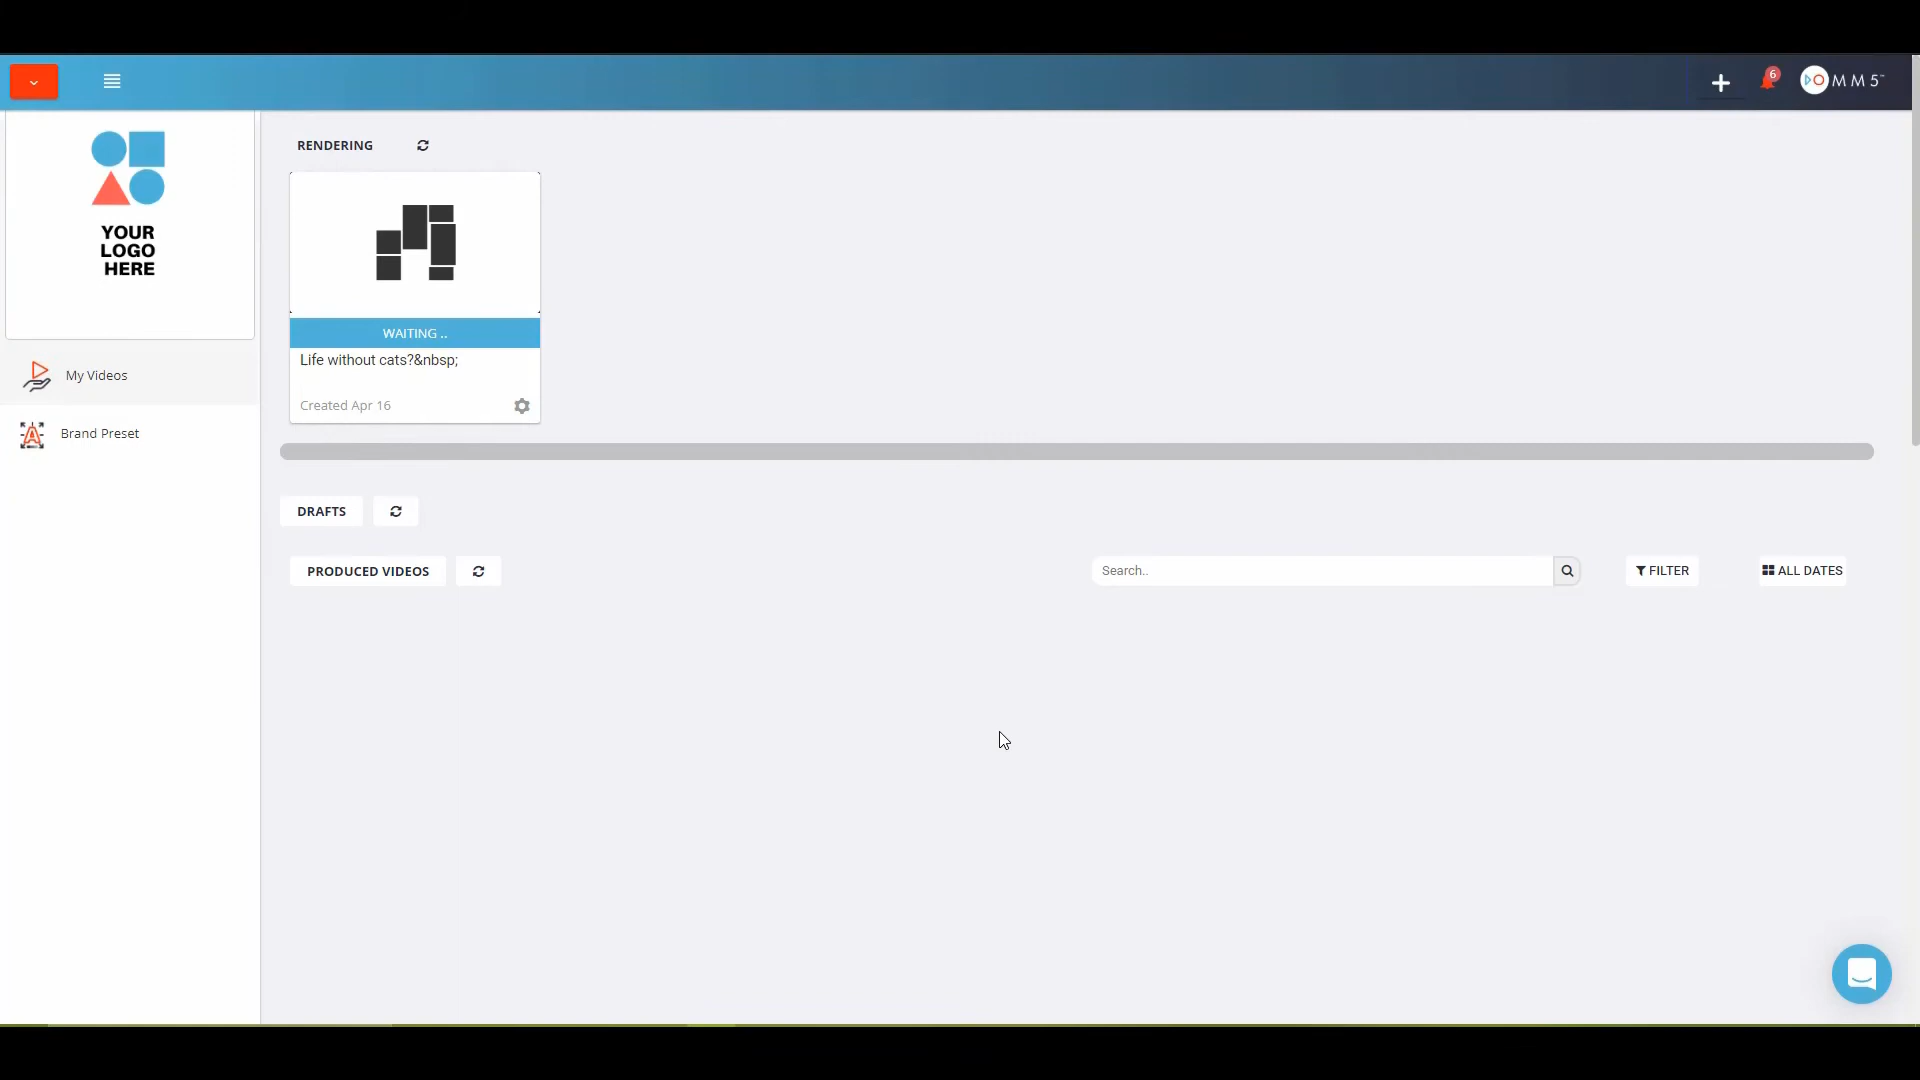 6
MM5™
YOUR
LOGO
HERE
My Videos
Brand Preset
RENDERING
WAITING ..
Life without cats?&nbsp;
Created Apr 16
DRAFTS
PRODUCED VIDEOS
Search..
FILTER
ALL DATES